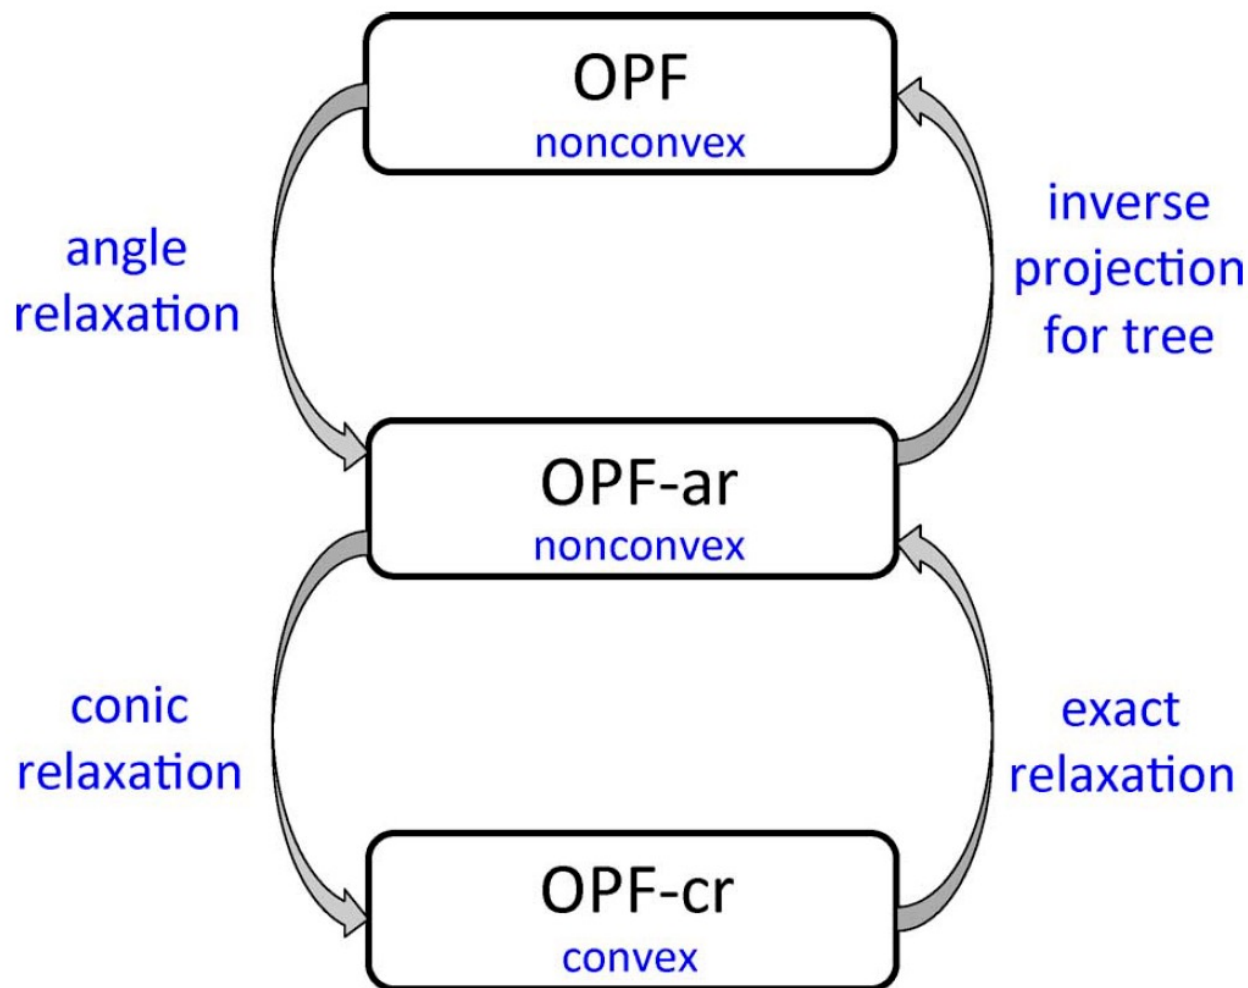 OPF
nonconvex
angle
relaxation
inverse
projection
for tree
OPF-ar
nonconvex
conic
relaxation
exact
relaxation
OPF-cr
convex